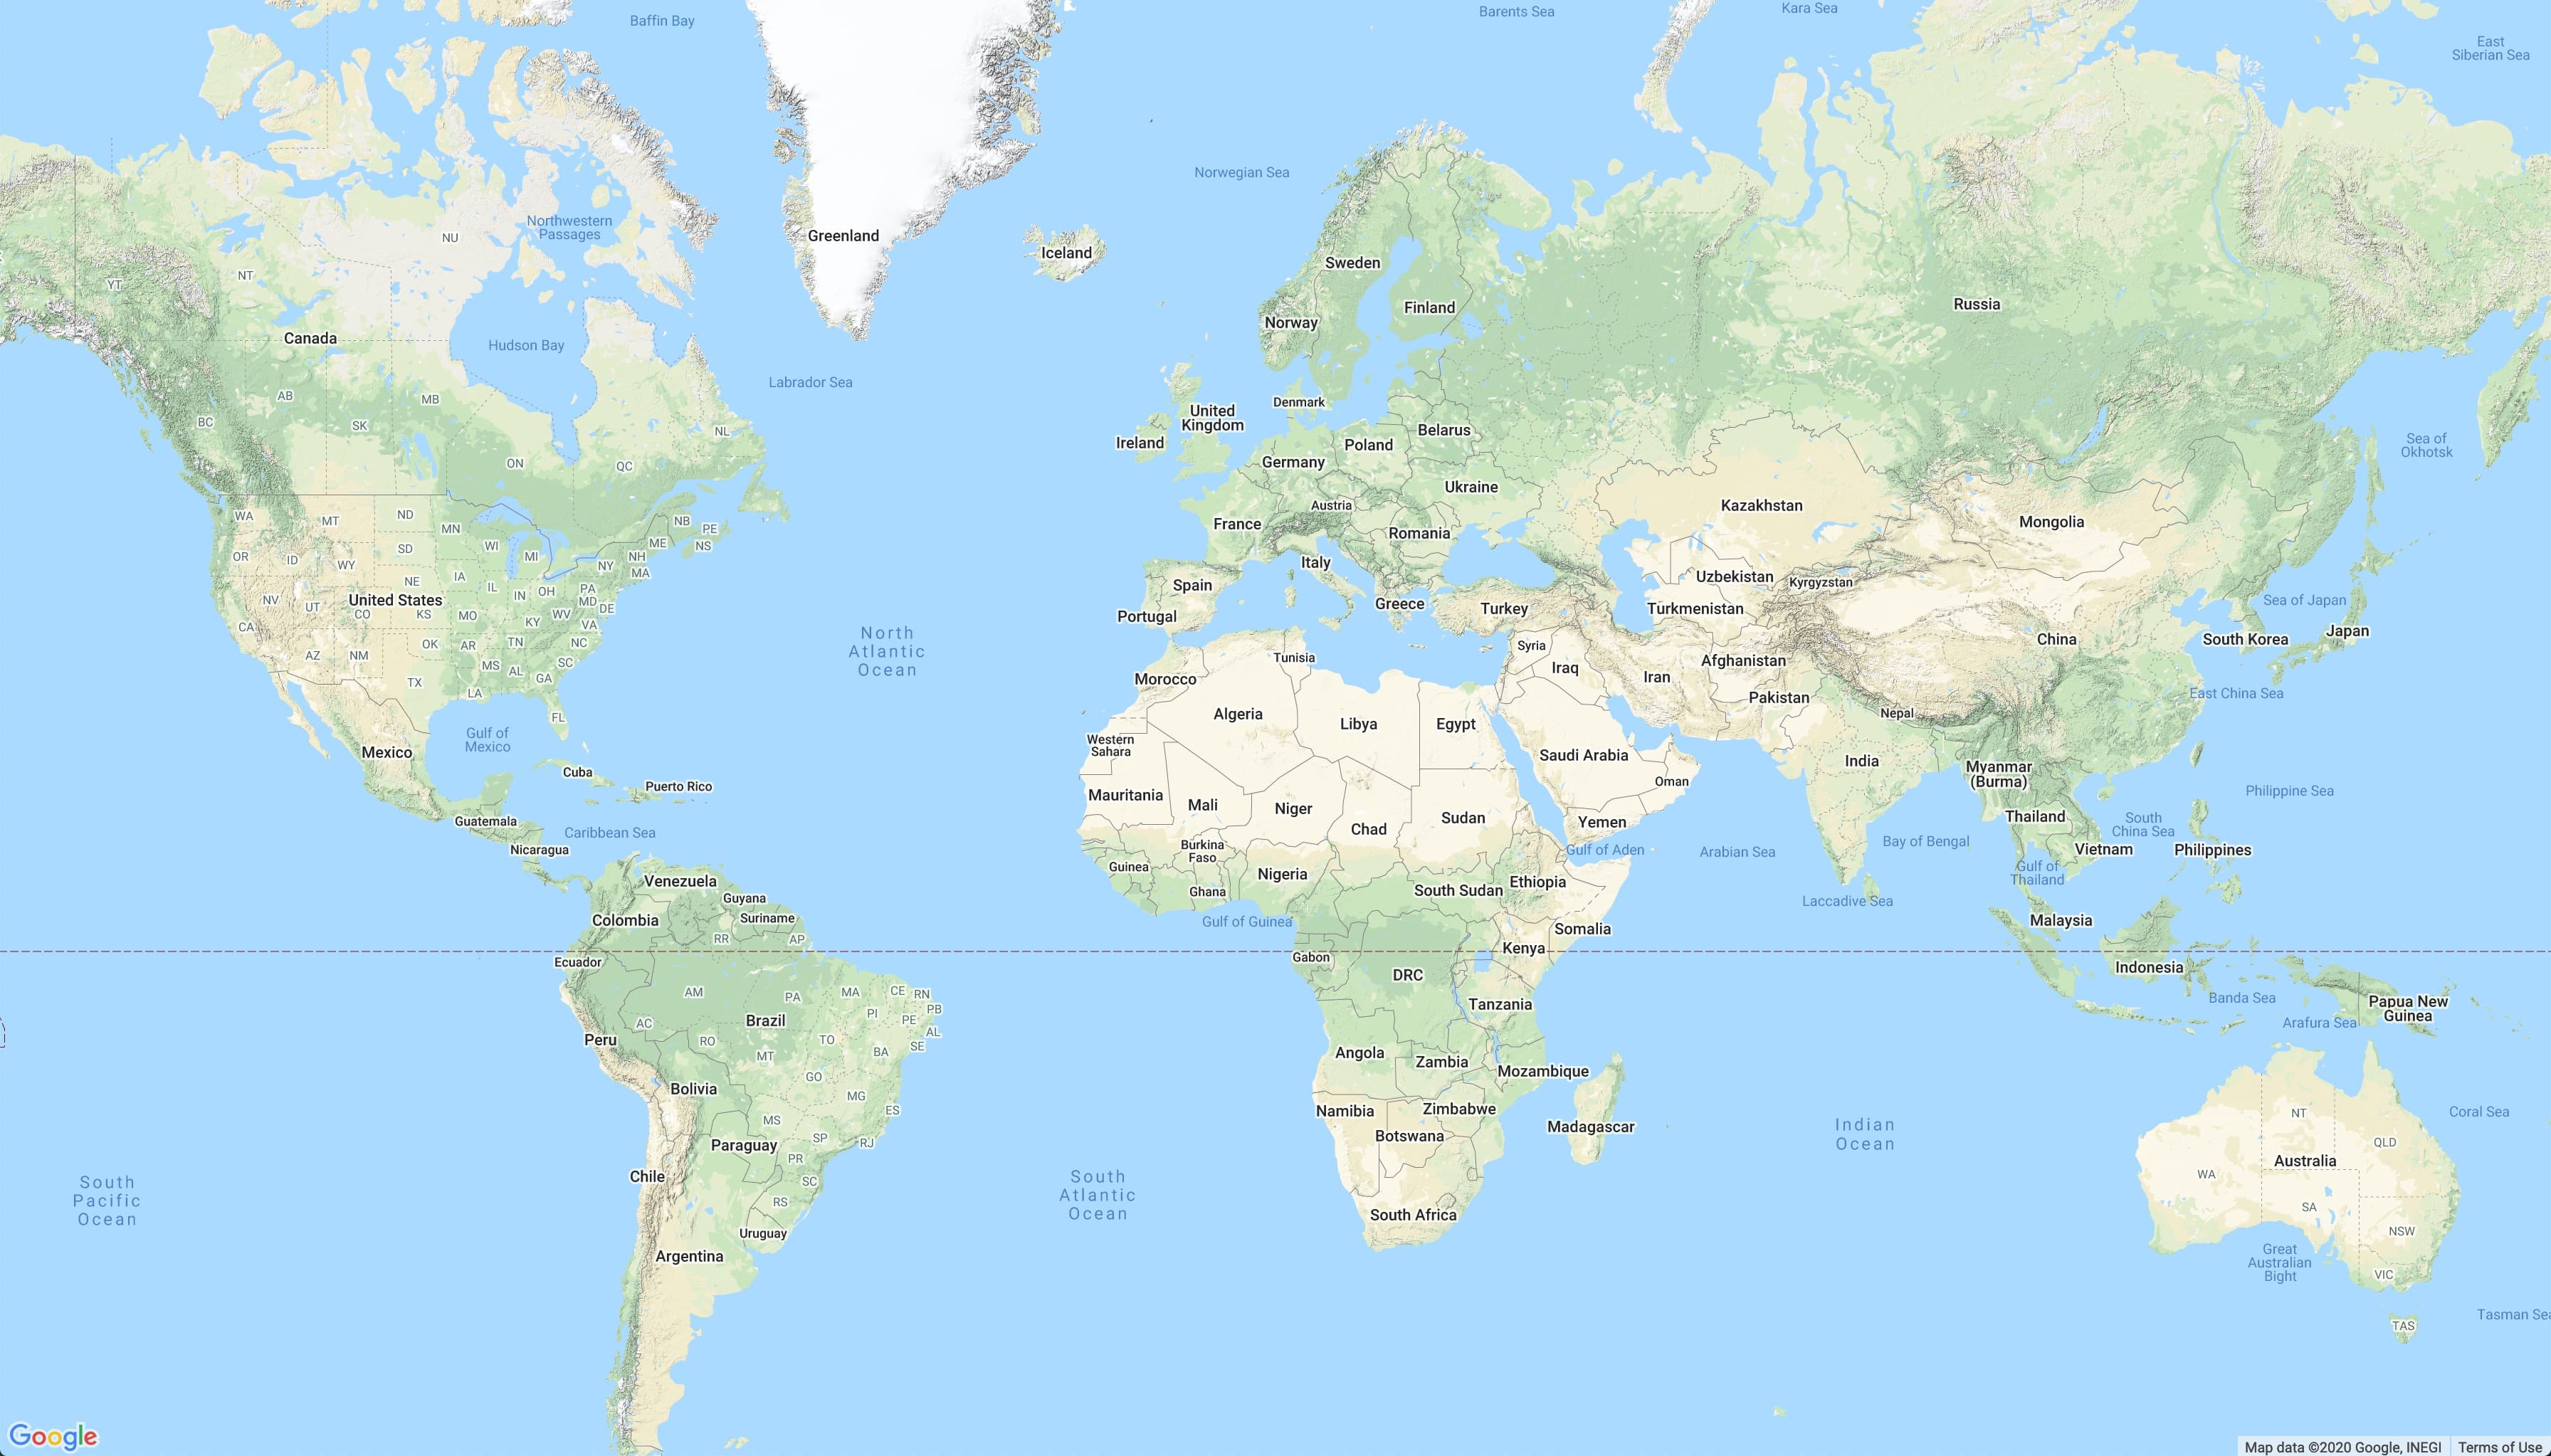 Baffin Bay
Barents Sea
Kara Sea
East
Siberian Sea
Norwegian Sea
Northwestern
Passages
NU
Greenland
Iceland
NT
YT
Sweden
Finland
Norway
Russia
Canada
Hudson Bay
Labrador Sea
AB
MB
BC
SK
NL
ON
QC
Denmark
United
Kingdom
Ireland
Belarus
Poland
Germany
Ukraine
Sea of
Okhotsk
Austria
France
Romania
Kazakhstan
Mongolia
WA
MT
ND
MN
NB
PE
NS
ME
OR
ID
WY
SD
WI
MI
NH
NY
MA
IA
NE
IL
IN
OH
PA
MD
DE
NV
UT
United States
CO
KS
MO
KY
WV
VA
CA
AZ
NM
OK
AR
TN
NC
MS
AL
SC
GA
TX
LA
FL
Italy
Spain
Portugal
Greece
Turkey
Uzbekistan
Kyrgyzstan
Turkmenistan
Sea of Japan
China
South Korea
Japan
North
Atlantic
Ocean
Tunisia
Syria
Iraq
Iran
Afghanistan
Pakistan
Morocco
Algeria
Libya
Egypt
Nepal
East China Sea
Gulf of
Mexico
Mexico
Cuba
Puerto Rico
Western
Sahara
Saudi Arabia
Oman
India
Myanmar
(Burma)
Philippine Sea
Mauritania
Mali
Niger
Chad
Sudan
Yemen
Thailand
South
China Sea
Guatemala
Caribbean Sea
Nicaragua
Burkina
Faso
Gulf of Aden
Arabian Sea
Bay of Bengal
Vietnam
Philippines
Guinea
Ghana
Nigeria
South Sudan
Ethiopia
Gulf of
Thailand
Laccadive Sea
Venezuela
Guyana
Suriname
Colombia
RR
AP
Gulf of Guinea
Somalia
Malaysia
Ecuador
Gabon
Kenya
DRC
Indonesia
AM
PA
MA
CE
RN
PB
PI
PE
AL
SE
Banda Sea
Papua New
Guinea
Arafura Sea
Tanzania
Brazil
AC
Peru
RO
MT
TO
BA
Angola
Zambia
Mozambique
Bolivia
GO
MG
ES
MS
SP
RJ
Namibia
Zimbabwe
Botswana
Madagascar
Indian
Ocean
NT
Coral Sea
QLD
Paraguay
PR
SC
Chile
RS
Australia
WA
SA
NSW
South
Pacific
Ocean
South
Atlantic
Ocean
South Africa
Uruguay
Argentina
Great
Australian
Bight
VIC
Tasman Sea
TAS
Google
Map data ©2020 Google, INEGI
Terms of Use